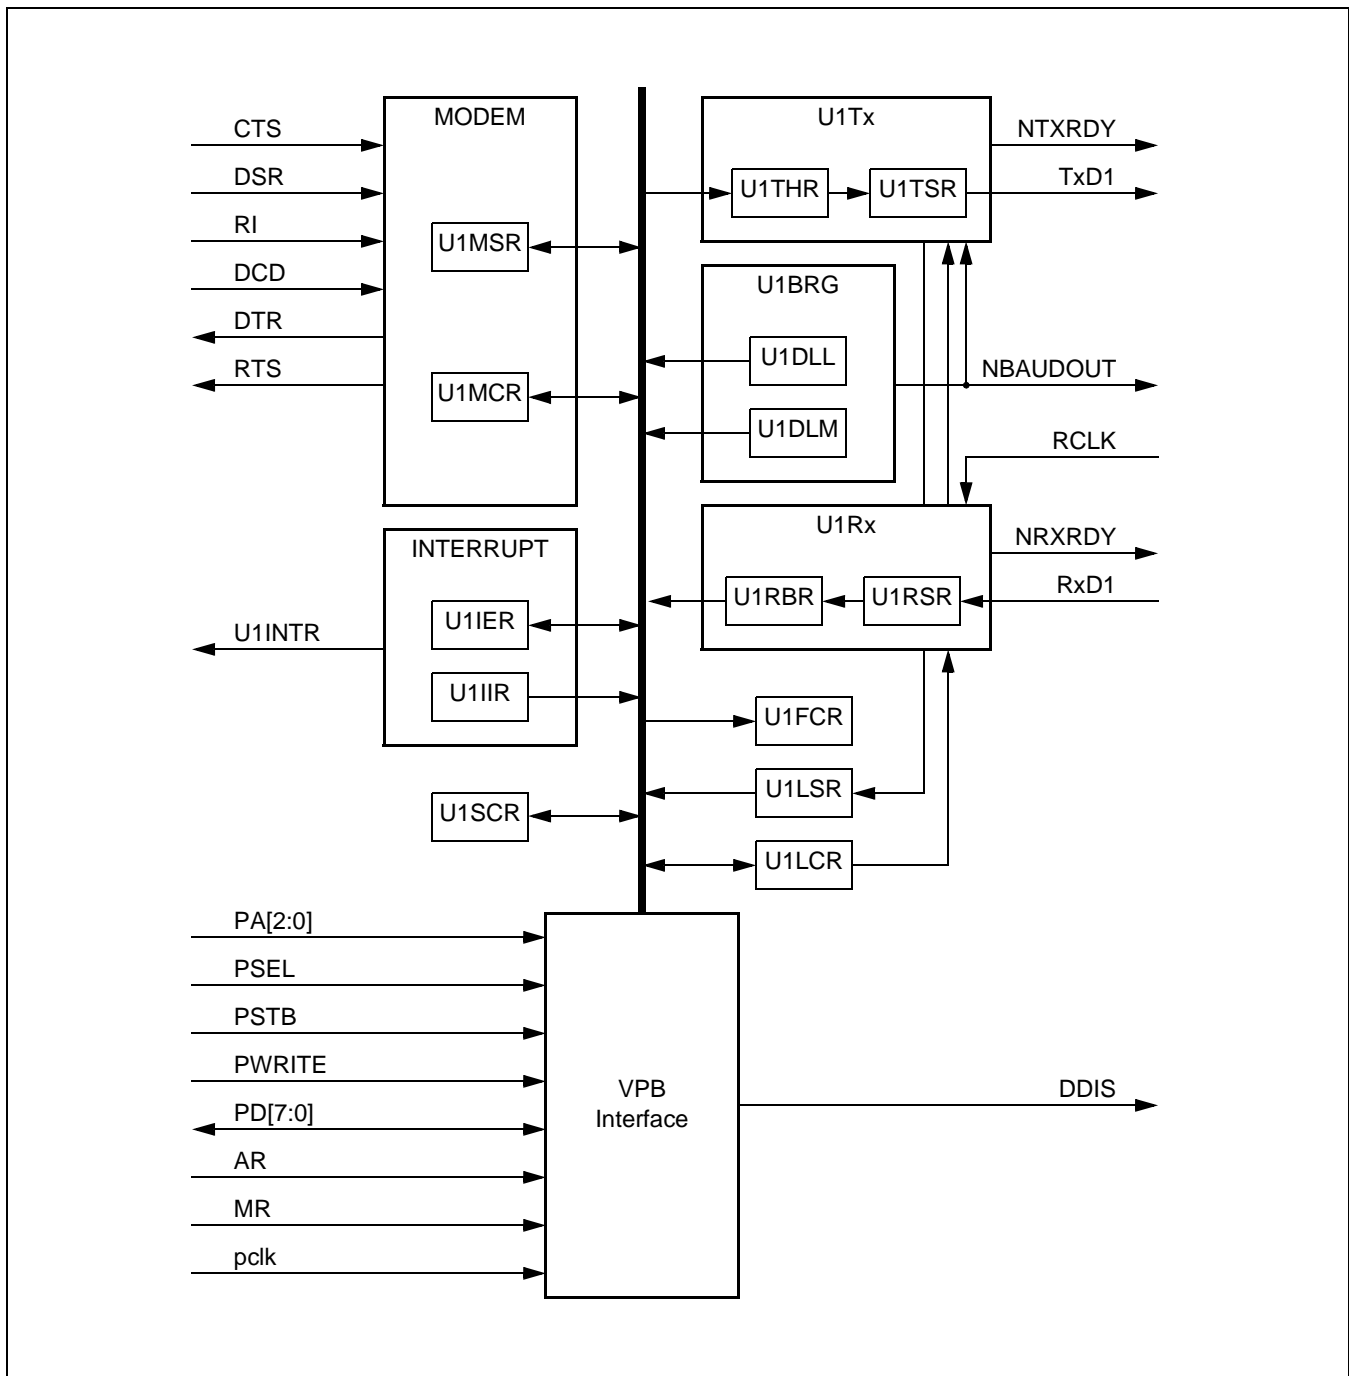 MODEM
U1Tx
CTS
NTXRDY
DSR
U1THR
U1TSR
TxD1
RI
U1MSR
DCD
U1BRG
DTR
U1DLL
RTS
U1MCR
NBAUDOUT
U1DLM
RCLK
U1Rx
INTERRUPT
NRXRDY
U1RBR
U1RSR
RxD1
U1INTR
U1IER
U1IIR
U1FCR
U1LSR
U1SCR
U1LCR
PA[2:0]
PSEL
PSTB
PWRITE
VPB
Interface
DDIS
PD[7:0]
AR
MR
pclk